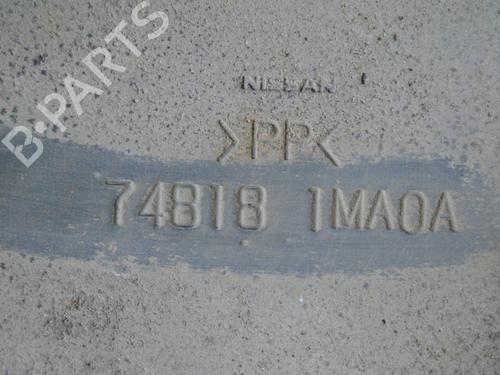 B-PARTS
NISSAN
>PP<
74818 1MA0A